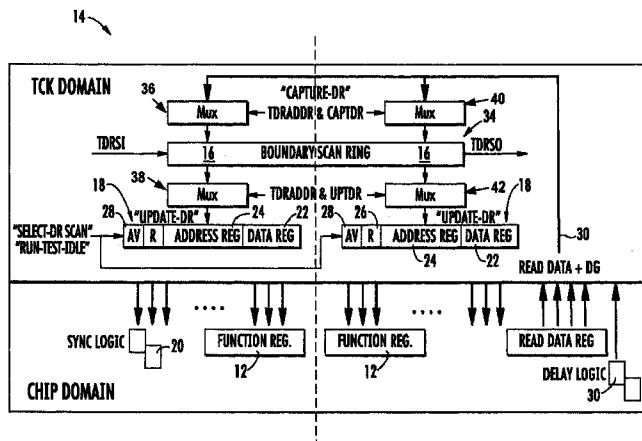 14
TCK DOMAIN
36
"CAPTURE-DR"
Mux
TDRADDR & CAPTDR
Mux
40
34
TDRSI
16
BOUNDARY SCAN RING
16
TDRSO
38
Mux
TDRADDR & UPTDR
Mux
42
18
"UPDATE-DR"
24
22
28
26
"UPDATE-DR"
18
28
"SELECT-DR SCAN"
"RUN-TEST-IDLE"
AV
R
ADDRESS REG
DATA REG
AV
R
ADDRESS REG
DATA REG
24
22
30
READ DATA + DG
SYNC LOGIC
20
FUNCTION REG.
12
FUNCTION REG.
12
READ DATA REG
DELAY LOGIC
30
CHIP DOMAIN